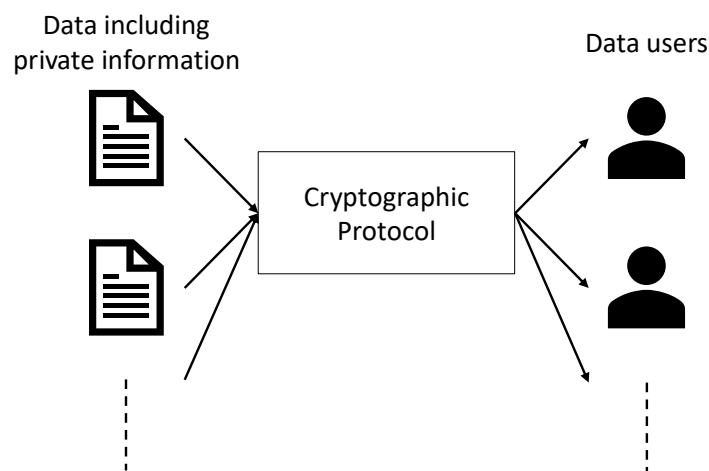 Data including
private information
Data users
Cryptographic
Protocol